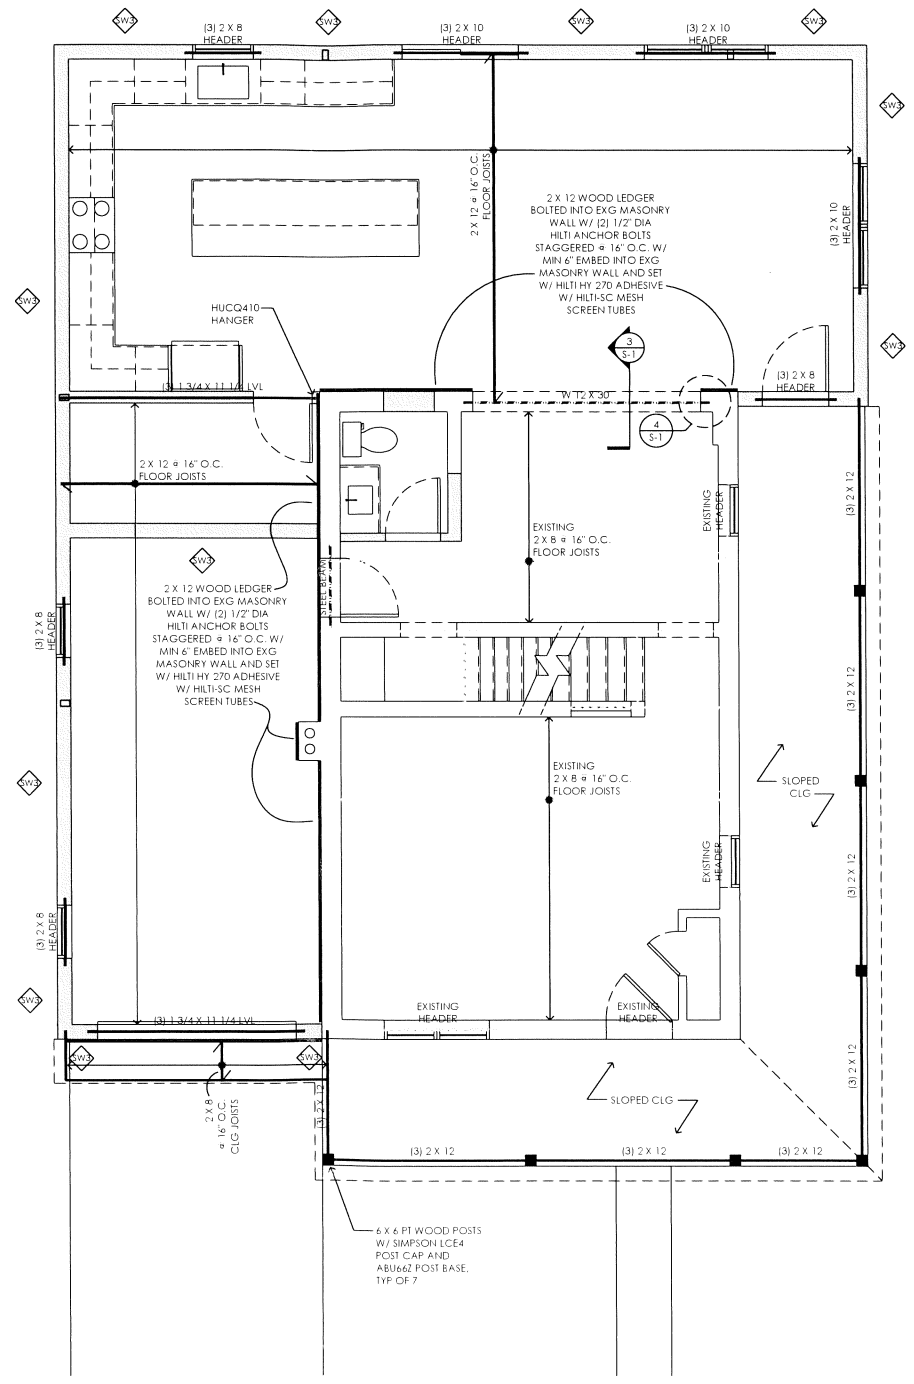 SW3
SW3
SW3
SW3
(3) 2 X 8
HEADER
(3) 2 X 10
HEADER
(3) 2 X 10
HEADER
SW3
2 X 12 @ 16" O.C.
FLOOR JOISTS
2 X 12 WOOD LEDGER
BOLTED INTO EXG MASONRY
WALL W/ (2) 1/2" DIA
HILTI ANCHOR BOLTS
STAGGERED @ 16" O.C. W/
MIN 6" EMBED INTO EXG
MASONRY WALL AND SET
W/ HILTI HY 270 ADHESIVE
W/ HILTI-SC MESH
SCREEN TUBES
(3) 2 X 10
HEADER
SW3
HUCQ410
HANGER
3
S-1
SW3
(3) 2 X 8
HEADER
(3) 1 3/4 X 11 1/4 LVL
W 12 X 30
4
S-1
2 X 12 @ 16" O.C.
FLOOR JOISTS
EXISTING
HEADER
(3) 2 X 12
EXISTING
2 X 8 @ 16" O.C.
FLOOR JOISTS
SW3
STEEL BEAM
2 X 12 WOOD LEDGER
BOLTED INTO EXG MASONRY
WALL W/ (2) 1/2" DIA
HILTI ANCHOR BOLTS
STAGGERED @ 16" O.C. W/
MIN 6" EMBED INTO EXG
MASONRY WALL AND SET
W/ HILTI HY 270 ADHESIVE
W/ HILTI-SC MESH
SCREEN TUBES
(3) 2 X 8
HEADER
(3) 2 X 12
EXISTING
2 X 8 @ 16" O.C.
FLOOR JOISTS
SW3
SLOPED
CLG
EXISTING
HEADER
(3) 2 X 12
(3) 2 X 8
HEADER
SW3
(3) 1 3/4 X 11 1/4 LVL
EXISTING
HEADER
EXISTING
HEADER
SW3
SW3
(3) 2 X 12
2 X 8
@ 16" O.C.
CLG JOISTS
(3) 2 X 12
SLOPED CLG
(3) 2 X 12
(3) 2 X 12
(3) 2 X 12
6 X 6 PT WOOD POSTS
W/ SIMPSON LCE4
POST CAP AND
ABU66Z POST BASE.
TYP OF 7